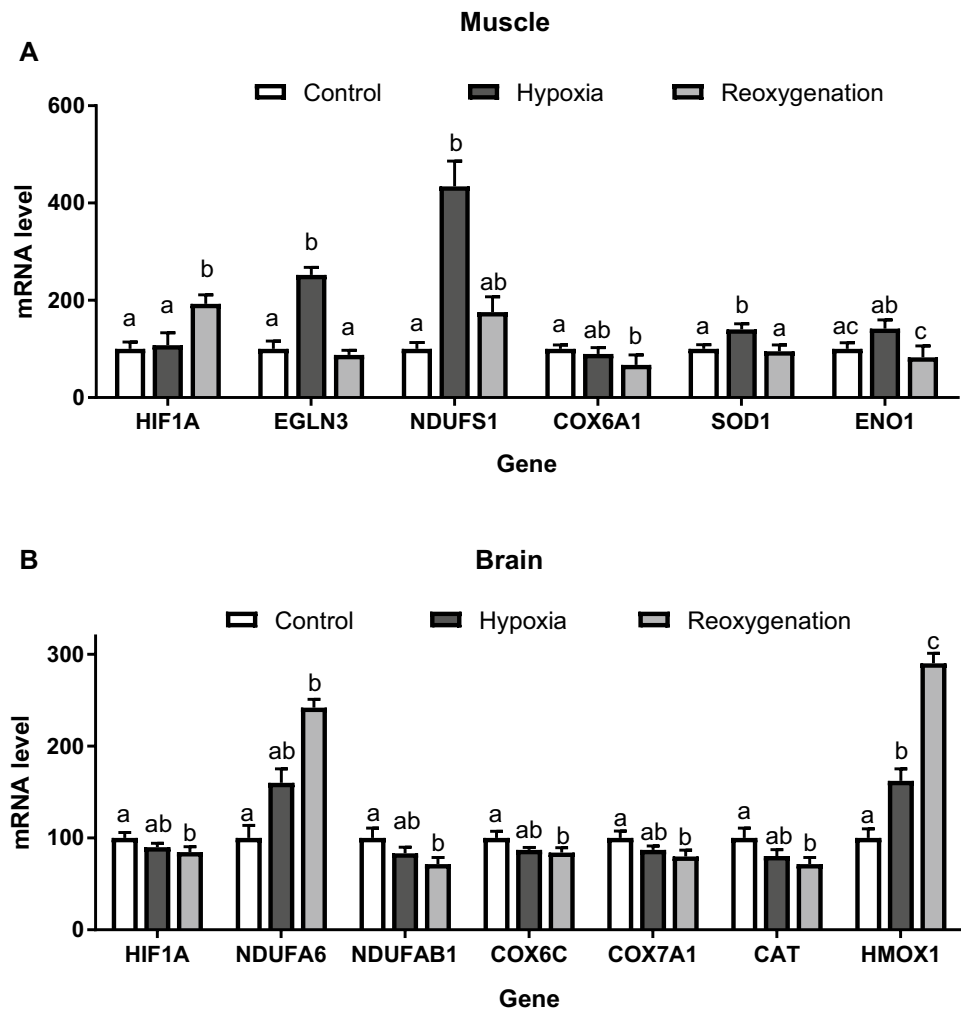 Muscle
A
Control Hypoxia Reoxygenation
600
400
200
0
mRNA level
a a b a b a a b ab a ab b a b a ac ab c
HIF1A EGLN3 NDUFS1 COX6A1 SOD1 ENO1
Gene
B Brain
Control Hypoxia Reoxygenation
300
200
100
0
mRNA level
a ab b a ab b a ab b a ab b a ab b a ab b a b c
HIF1A NDUFA6 NDUFAB1 COX6C COX7A1 CAT HMOX1
Gene